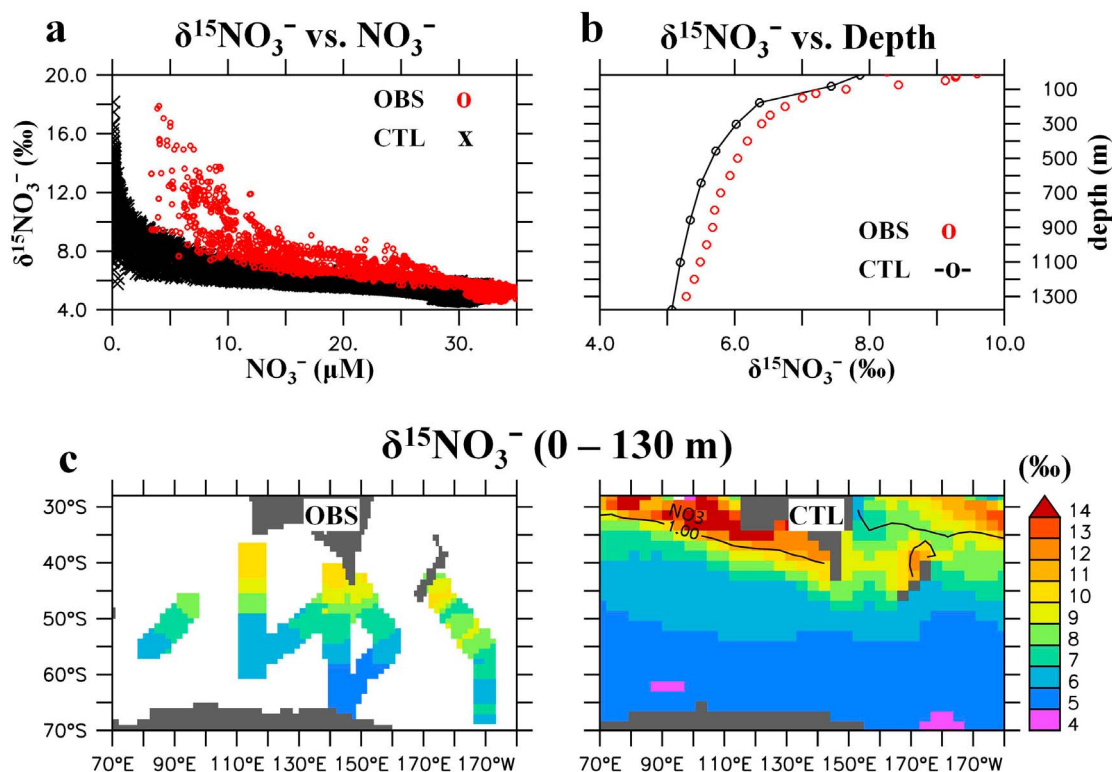 a
δ¹⁵NO₃⁻ vs. NO₃⁻
20.0
16.0
12.0
8.0
4.0
δ¹⁵NO₃⁻ (‰)
OBS o
CTL x
0. 10. 20. 30.
NO₃⁻ (μM)
b
δ¹⁵NO₃⁻ vs. Depth
100
300
500
700
900
1100
1300
depth (m)
OBS o
CTL -o-
4.0 6.0 8.0 10.0
δ¹⁵NO₃⁻ (‰)
c
δ¹⁵NO₃⁻ (0 – 130 m)
30°S
40°S
50°S
60°S
70°S
OBS
70°E 90°E 110°E 130°E 150°E 170°E 170°W
CTL
NO3
1.00
70°E 90°E 110°E 130°E 150°E 170°E 170°W
(‰)
14
13
12
11
10
9
8
7
6
5
4